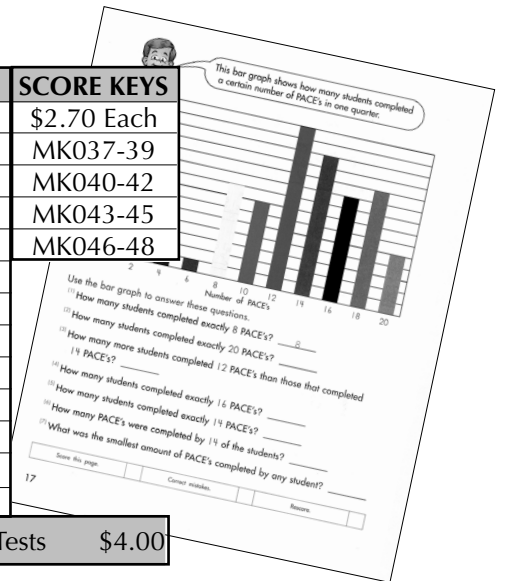 SCORE KEYS
$2.70 Each
MK037-39
MK040-42
MK043-45
MK046-48
Tests $4.00
This bar graph shows how many students completed
a certain number of PACE's in one quarter.
2 4 6 8 10 12 14 16 18 20
Number of PACE's
Use the bar graph to answer these questions.
(1) How many students completed exactly 8 PACE's? 8
(2) How many students completed exactly 20 PACE's?
(3) How many more students completed 12 PACE's than those that completed
14 PACE's?
(4) How many students completed exactly 16 PACE's?
(5) How many students completed exactly 14 PACE's?
(6) How many PACE's were completed by 14 of the students?
(7) What was the smallest amount of PACE's completed by any student?
Score this page.
Correct mistakes.
Rescore.
17